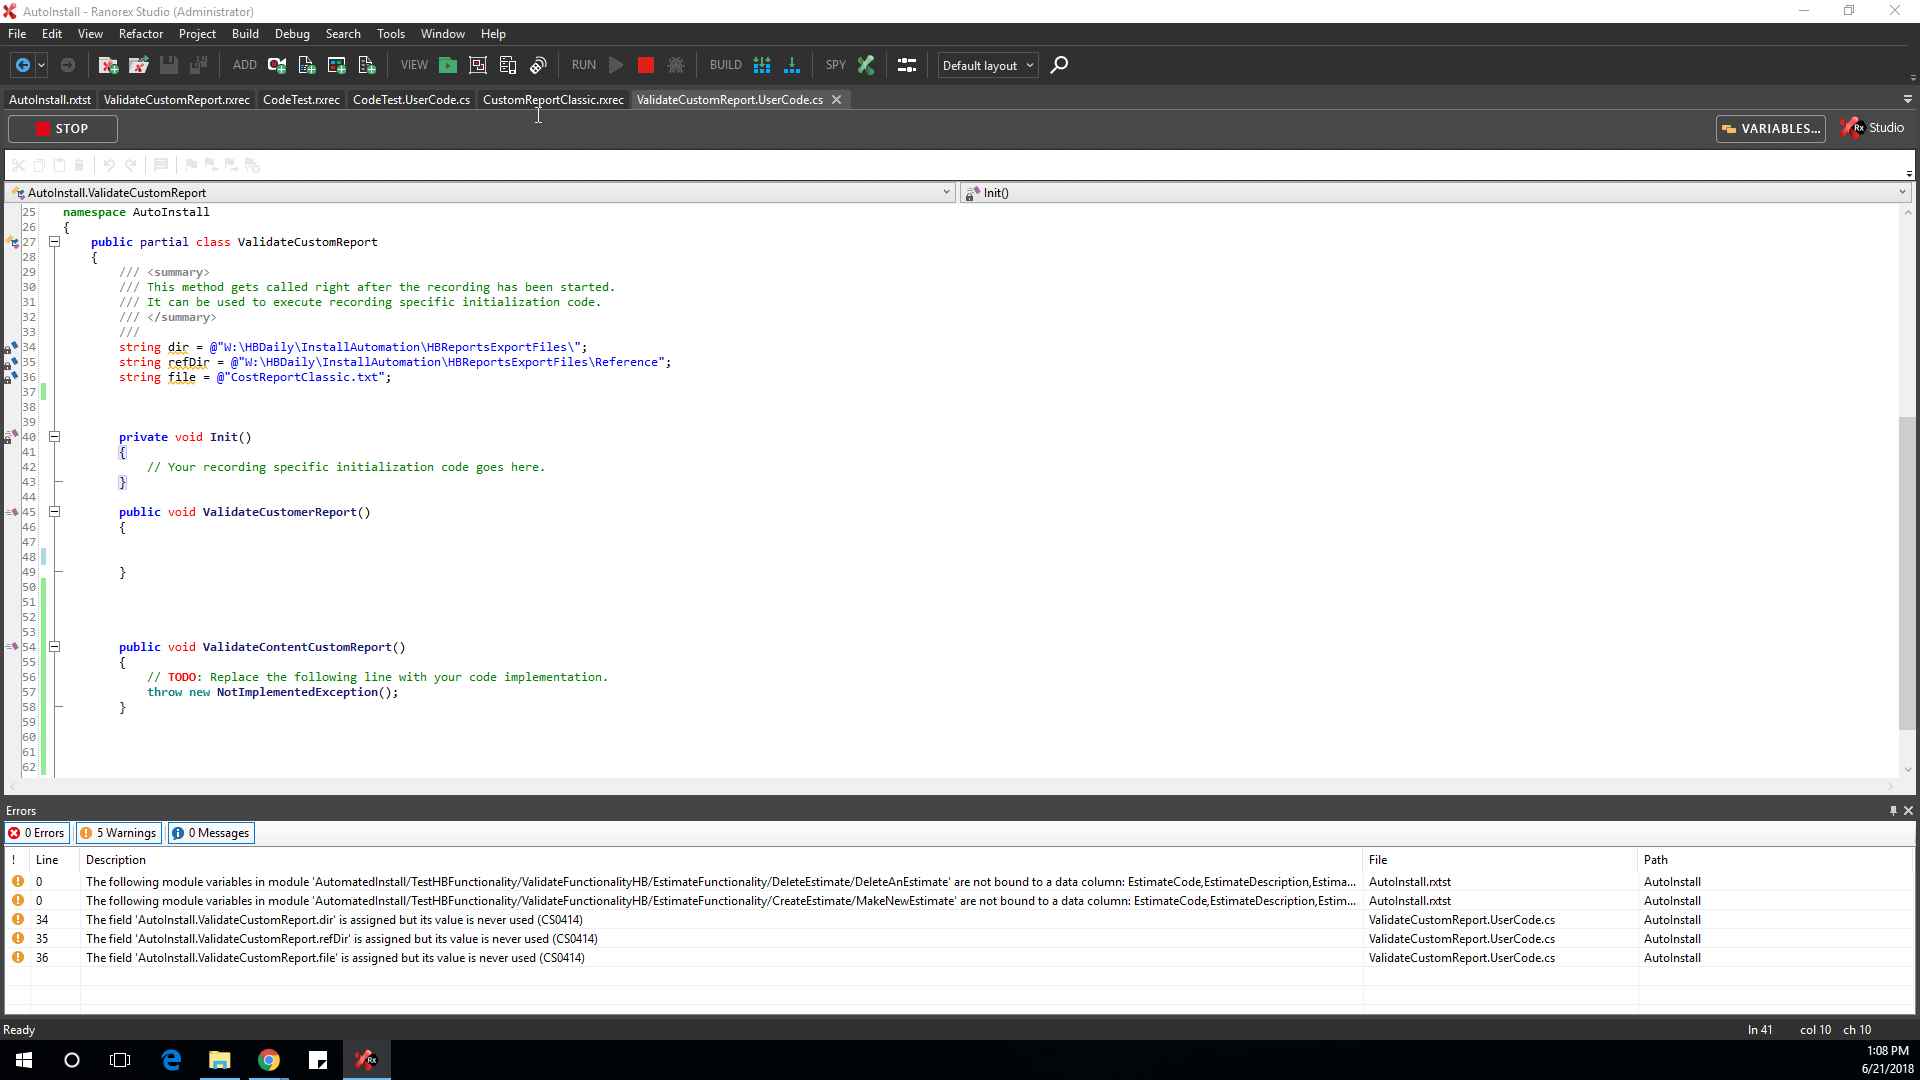 AutoInstall - Ranorex Studio (Administrator)
File Edit View Refactor Project Build Debug Search Tools Window Help
ADD VIEW RUN BUILD SPY Default layout
AutoInstall.rxtst ValidateCustomReport.rxrec CodeTest.rxrec CodeTest.UserCode.cs CustomReportClassic.rxrec ValidateCustomReport.UserCode.cs
STOP VARIABLES... Rx Studio
AutoInstall.ValidateCustomReport Init()
25 namespace AutoInstall
26 {
27 public partial class ValidateCustomReport
28 {
29 /// <summary>
30 /// This method gets called right after the recording has been started.
31 /// It can be used to execute recording specific initialization code.
32 /// </summary>
33 ///
34 string dir = @"W:\HBDaily\InstallAutomation\HBReportsExportFiles\";
35 string refDir = @"W:\HBDaily\InstallAutomation\HBReportsExportFiles\Reference";
36 string file = @"CostReportClassic.txt";
37
38
39
40 private void Init()
41 {
42 // Your recording specific initialization code goes here.
43 }
44
45 public void ValidateCustomerReport()
46 {
47
48
49 }
50
51
52
53
54 public void ValidateContentCustomReport()
55 {
56 // TODO: Replace the following line with your code implementation.
57 throw new NotImplementedException();
58 }
59
60
61
62
Errors
0 Errors 5 Warnings 0 Messages
! Line Description File Path
0 The following module variables in module 'AutomatedInstall/TestHBFunctionality/ValidateFunctionalityHB/EstimateFunctionality/DeleteEstimate/DeleteAnEstimate' are not bound to a data column: EstimateCode,EstimateDescription,Estima... AutoInstall.rxtst AutoInstall
0 The following module variables in module 'AutomatedInstall/TestHBFunctionality/ValidateFunctionalityHB/EstimateFunctionality/CreateEstimate/MakeNewEstimate' are not bound to a data column: EstimateCode,EstimateDescription,Estim... AutoInstall.rxtst AutoInstall
34 The field 'AutoInstall.ValidateCustomReport.dir' is assigned but its value is never used (CS0414) ValidateCustomReport.UserCode.cs AutoInstall
35 The field 'AutoInstall.ValidateCustomReport.refDir' is assigned but its value is never used (CS0414) ValidateCustomReport.UserCode.cs AutoInstall
36 The field 'AutoInstall.ValidateCustomReport.file' is assigned but its value is never used (CS0414) ValidateCustomReport.UserCode.cs AutoInstall
Ready ln 41 col 10 ch 10
Rx
1:08 PM
6/21/2018